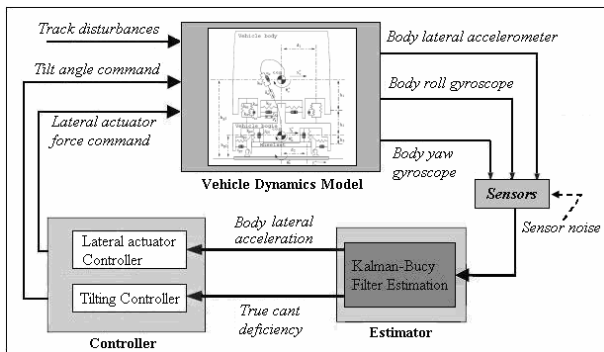 Track disturbances
Tilt angle command
Lateral actuator
force command
Vehicle body
Vehicle Dynamics Model
Body lateral accelerometer
Body roll gyroscope
Body yaw
gyroscope
Sensors
Sensor noise
Body lateral
acceleration
Lateral actuator
Controller
Tilting Controller
Controller
True cant
deficiency
Kalman-Bucy
Filter Estimation
Estimator